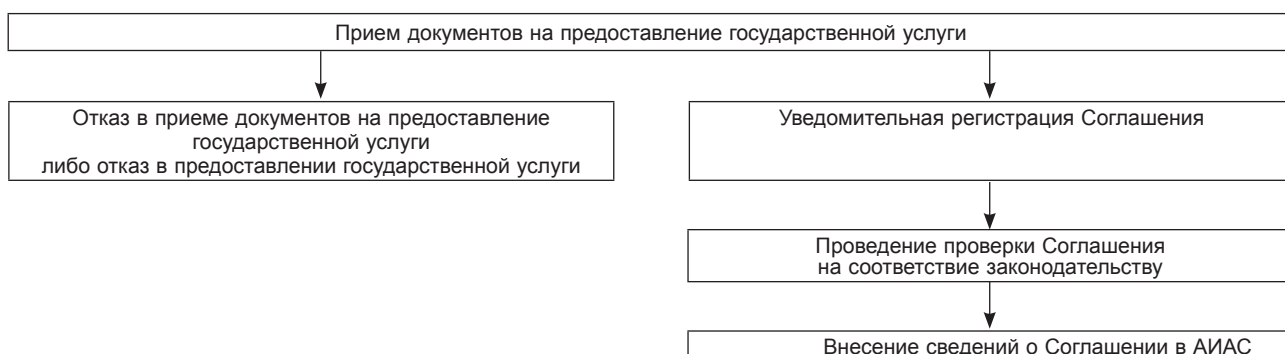 Прием документов на предоставление государственной услуги
Отказ в приеме документов на предоставление
государственной услуги
либо отказ в предоставлении государственной услуги
Уведомительная регистрация Соглашения
Проведение проверки Соглашения
на соответствие законодательству
Внесение сведений о Соглашении в АИАС